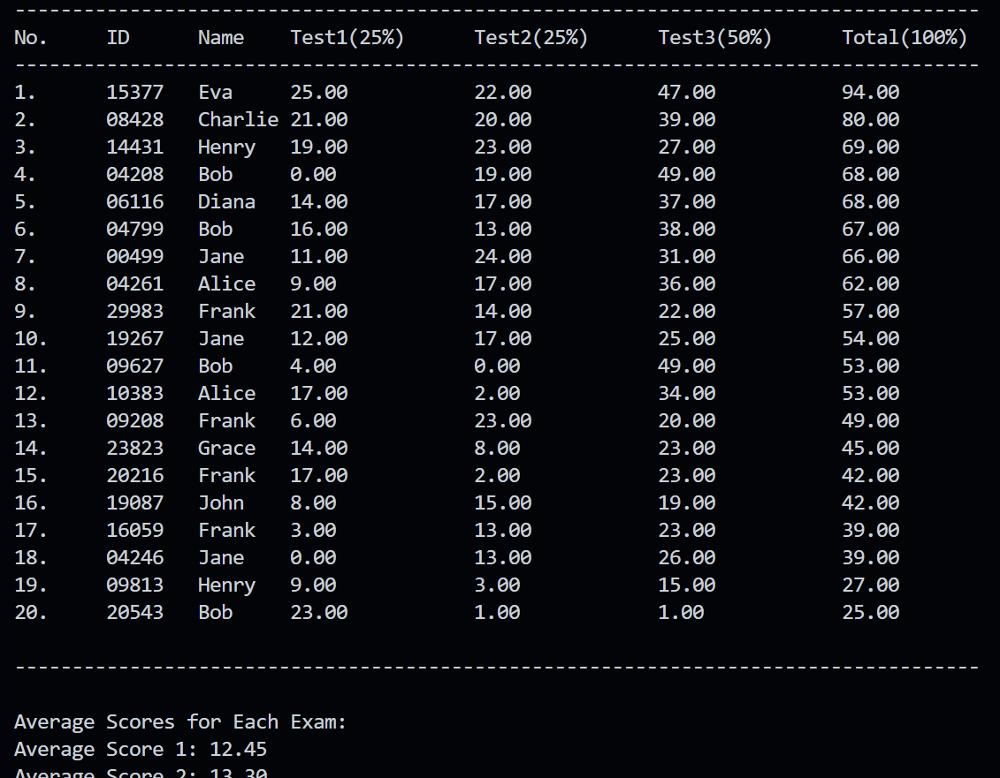 --------------------------------------------------------------------------------
No. ID Name Test1(25%) Test2(25%) Test3(50%) Total(100%)
--------------------------------------------------------------------------------
1. 15377 Eva 25.00 22.00 47.00 94.00
2. 08428 Charlie 21.00 20.00 39.00 80.00
3. 14431 Henry 19.00 23.00 27.00 69.00
4. 04208 Bob 0.00 19.00 49.00 68.00
5. 06116 Diana 14.00 17.00 37.00 68.00
6. 04799 Bob 16.00 13.00 38.00 67.00
7. 00499 Jane 11.00 24.00 31.00 66.00
8. 04261 Alice 9.00 17.00 36.00 62.00
9. 29983 Frank 21.00 14.00 22.00 57.00
10. 19267 Jane 12.00 17.00 25.00 54.00
11. 09627 Bob 4.00 0.00 49.00 53.00
12. 10383 Alice 17.00 2.00 34.00 53.00
13. 09208 Frank 6.00 23.00 20.00 49.00
14. 23823 Grace 14.00 8.00 23.00 45.00
15. 20216 Frank 17.00 2.00 23.00 42.00
16. 19087 John 8.00 15.00 19.00 42.00
17. 16059 Frank 3.00 13.00 23.00 39.00
18. 04246 Jane 0.00 13.00 26.00 39.00
19. 09813 Henry 9.00 3.00 15.00 27.00
20. 20543 Bob 23.00 1.00 1.00 25.00
--------------------------------------------------------------------------------
Average Scores for Each Exam:
Average Score 1: 12.45
Average Score 2: 13.30